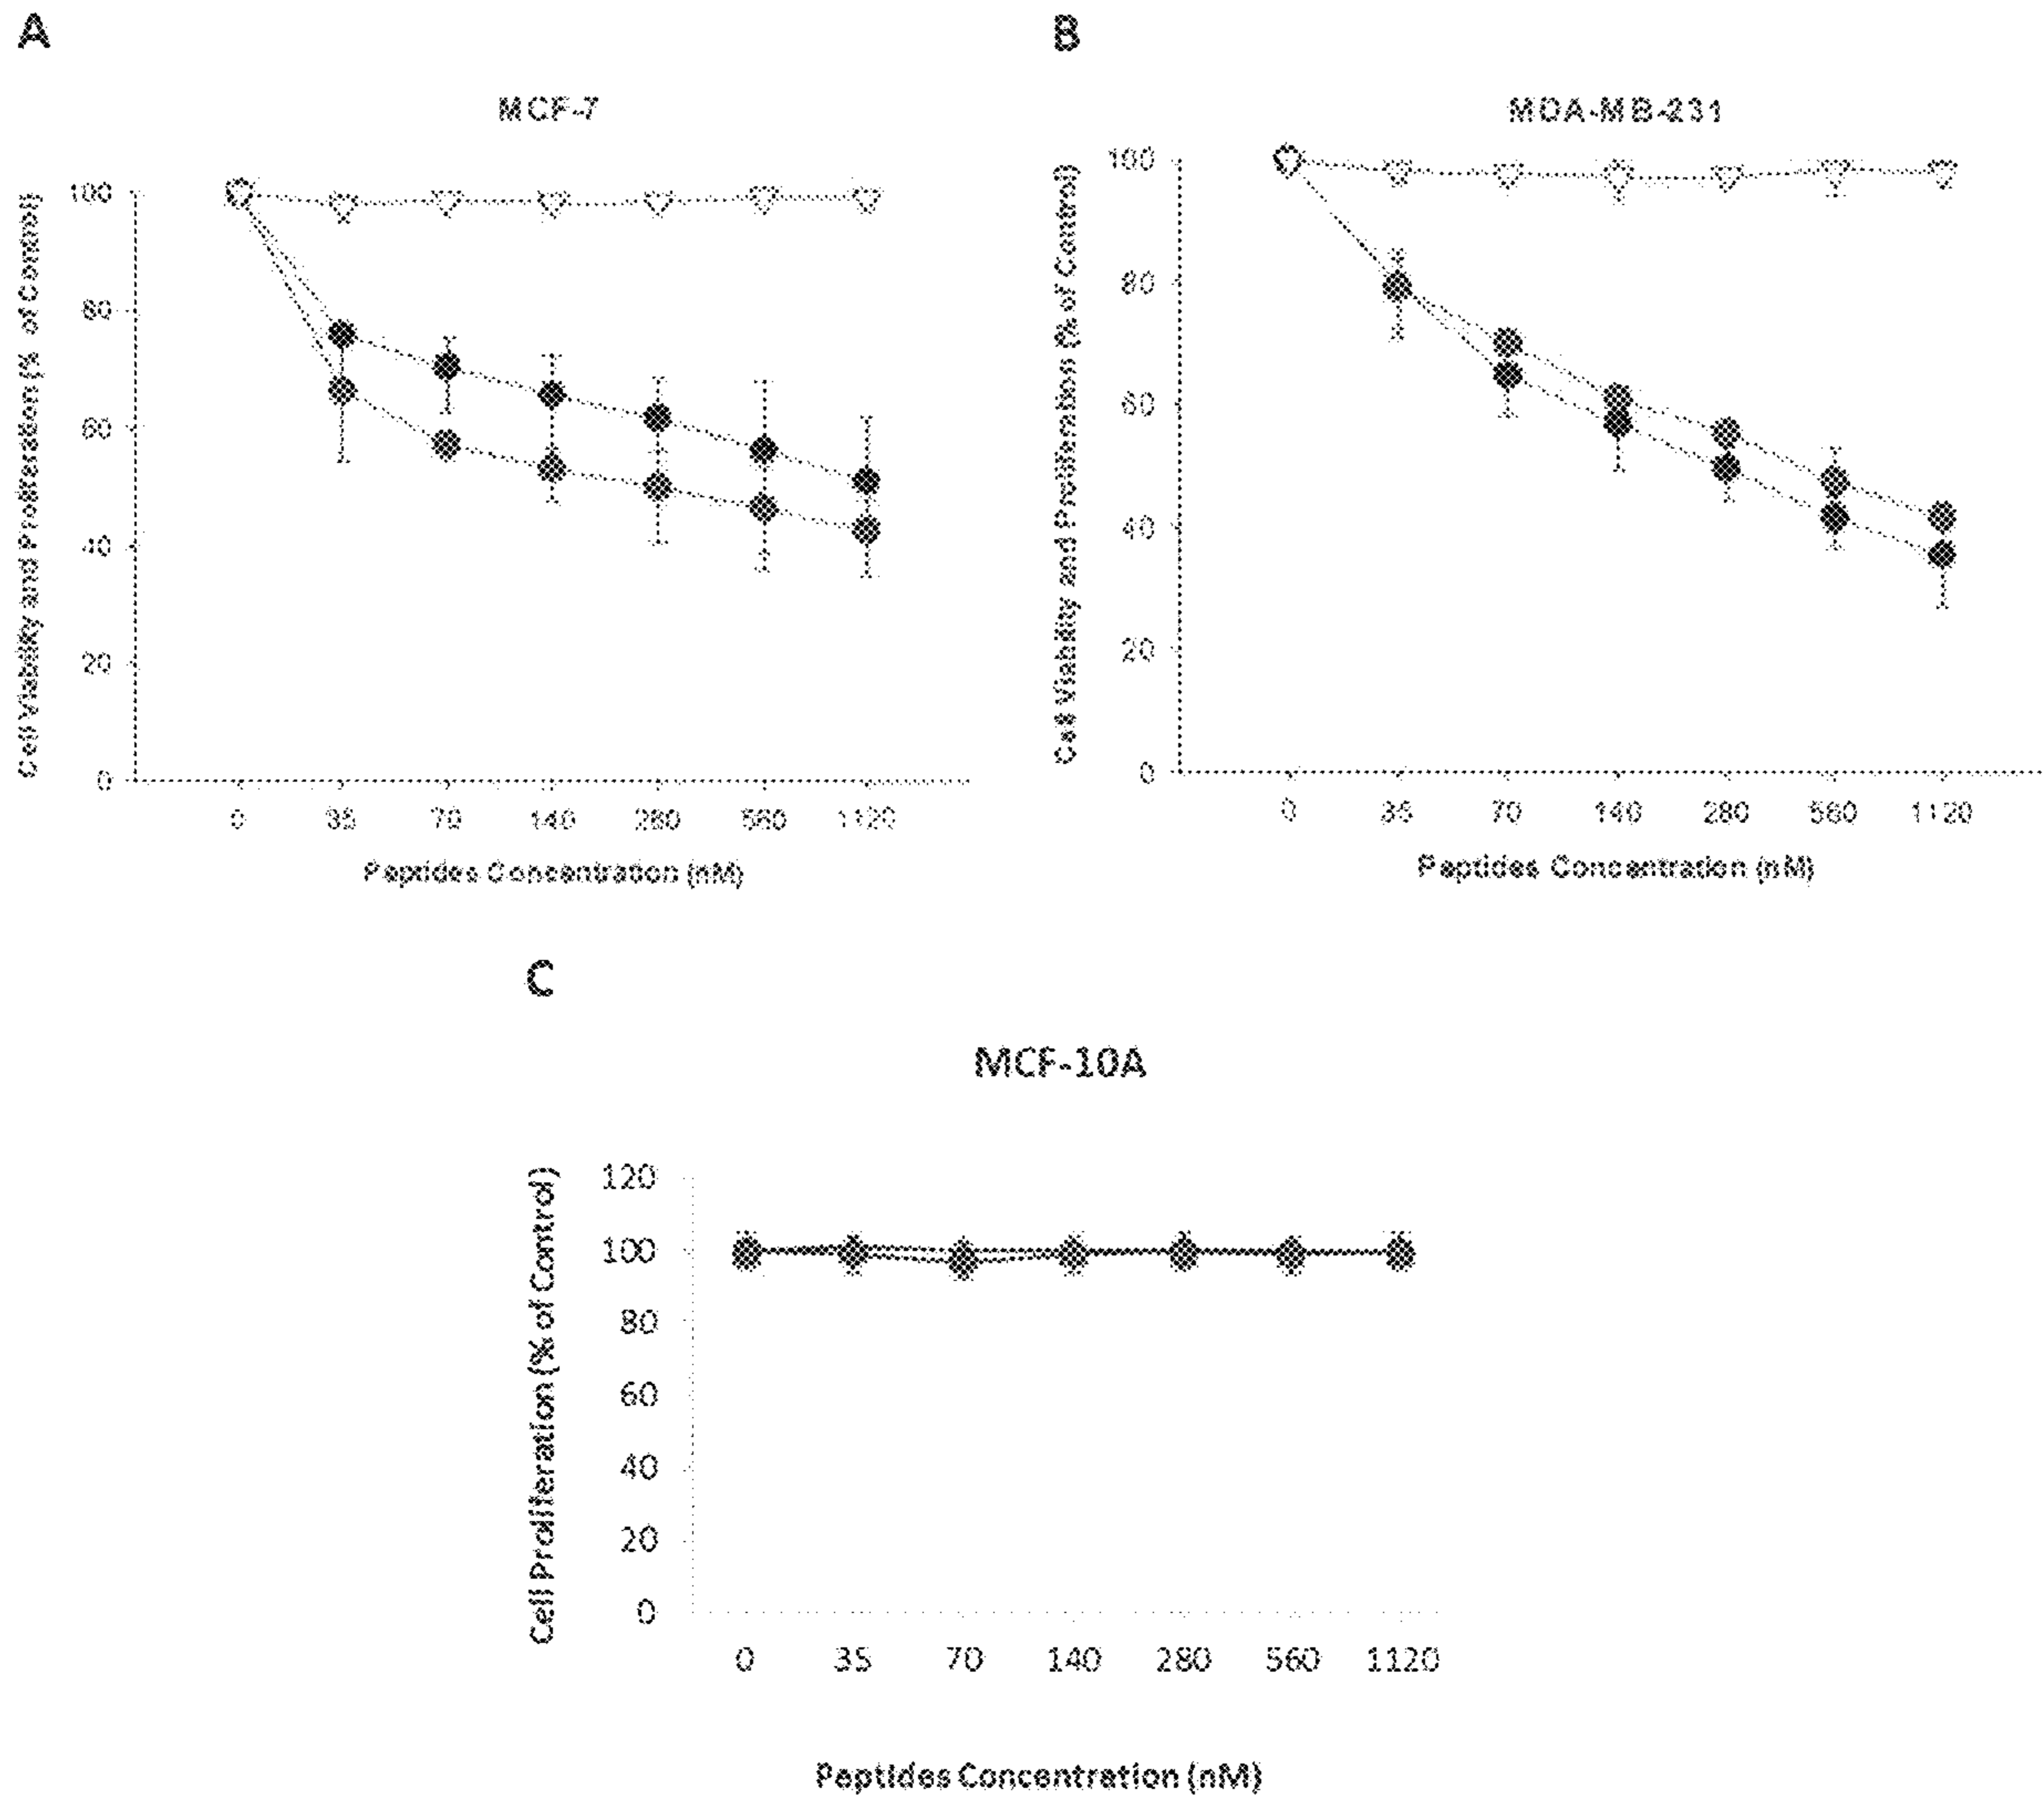 A
MCF-7
Cell Viability and Proliferation (% of Control)
100
80
60
40
20
0
0 35 70 140 280 560 1120
Peptides Concentration (nM)
B
MDA-MB-231
Cell Viability and Proliferation (% of Control)
100
80
60
40
20
0
0 35 70 140 280 560 1120
Peptides Concentration (nM)
C
MCF-10A
Cell Proliferation (% of Control)
120
100
80
60
40
20
0
0 35 70 140 280 560 1120
Peptides Concentration (nM)